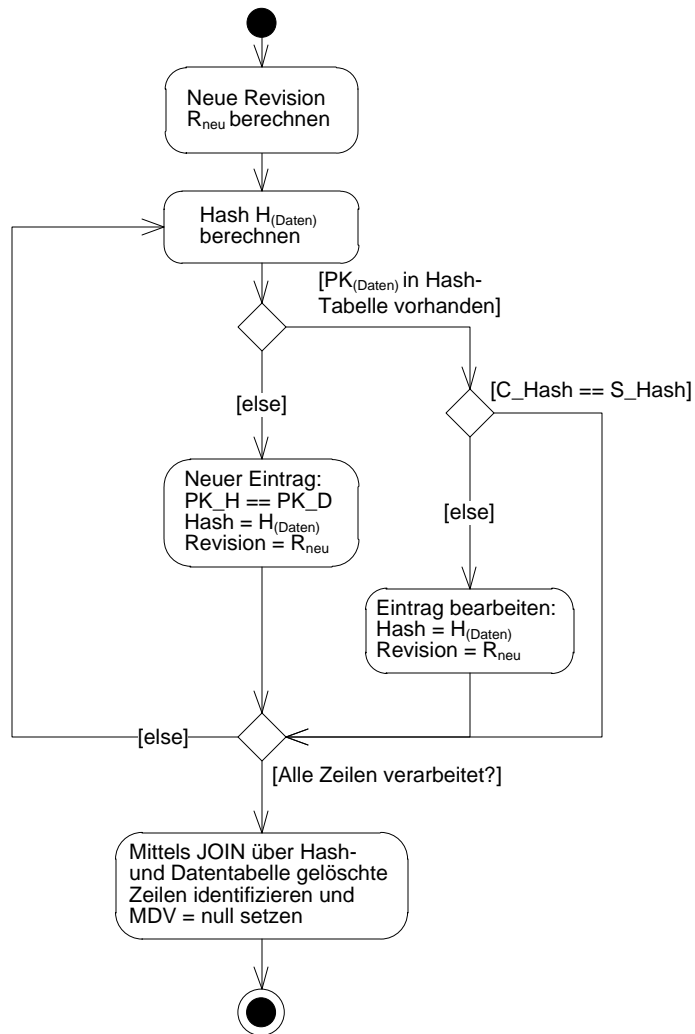 Neue Revision
Rneu berechnen
Hash H(Daten)
berechnen
[PK(Daten) in Hash-
Tabelle vorhanden]
[C_Hash == S_Hash]
[else]
Neuer Eintrag:
PK_H == PK_D
Hash = H(Daten)
Revision = Rneu
[else]
Eintrag bearbeiten:
Hash = H(Daten)
Revision = Rneu
[else]
[Alle Zeilen verarbeitet?]
Mittels JOIN über Hash-
und Datentabelle gelöschte
Zeilen identifizieren und
MDV = null setzen